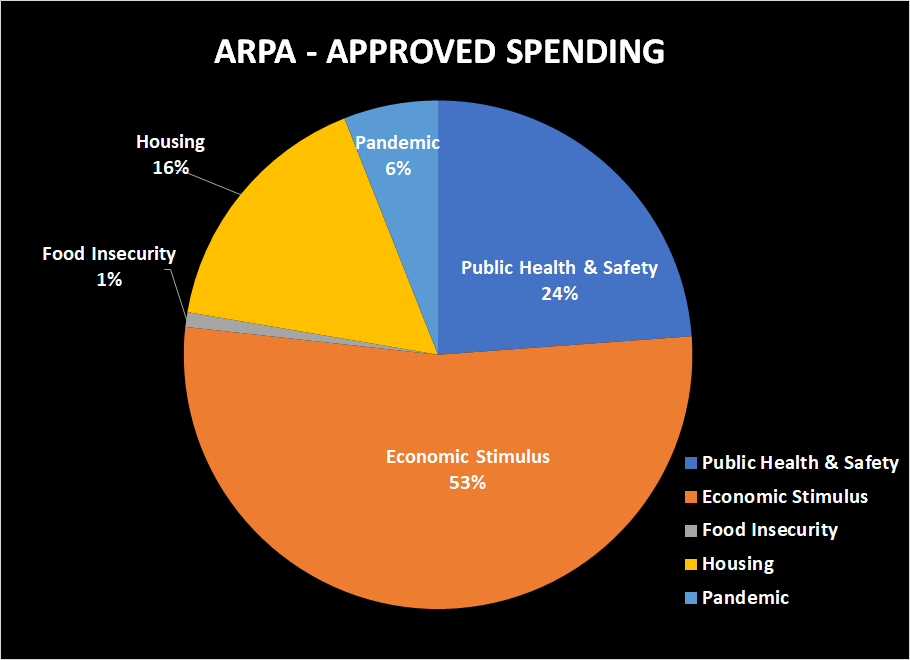 ARPA - APPROVED SPENDING
Housing
16%
Pandemic
6%
Food Insecurity
1%
Public Health & Safety
24%
Economic Stimulus
53%
Public Health & Safety
Economic Stimulus
Food Insecurity
Housing
Pandemic